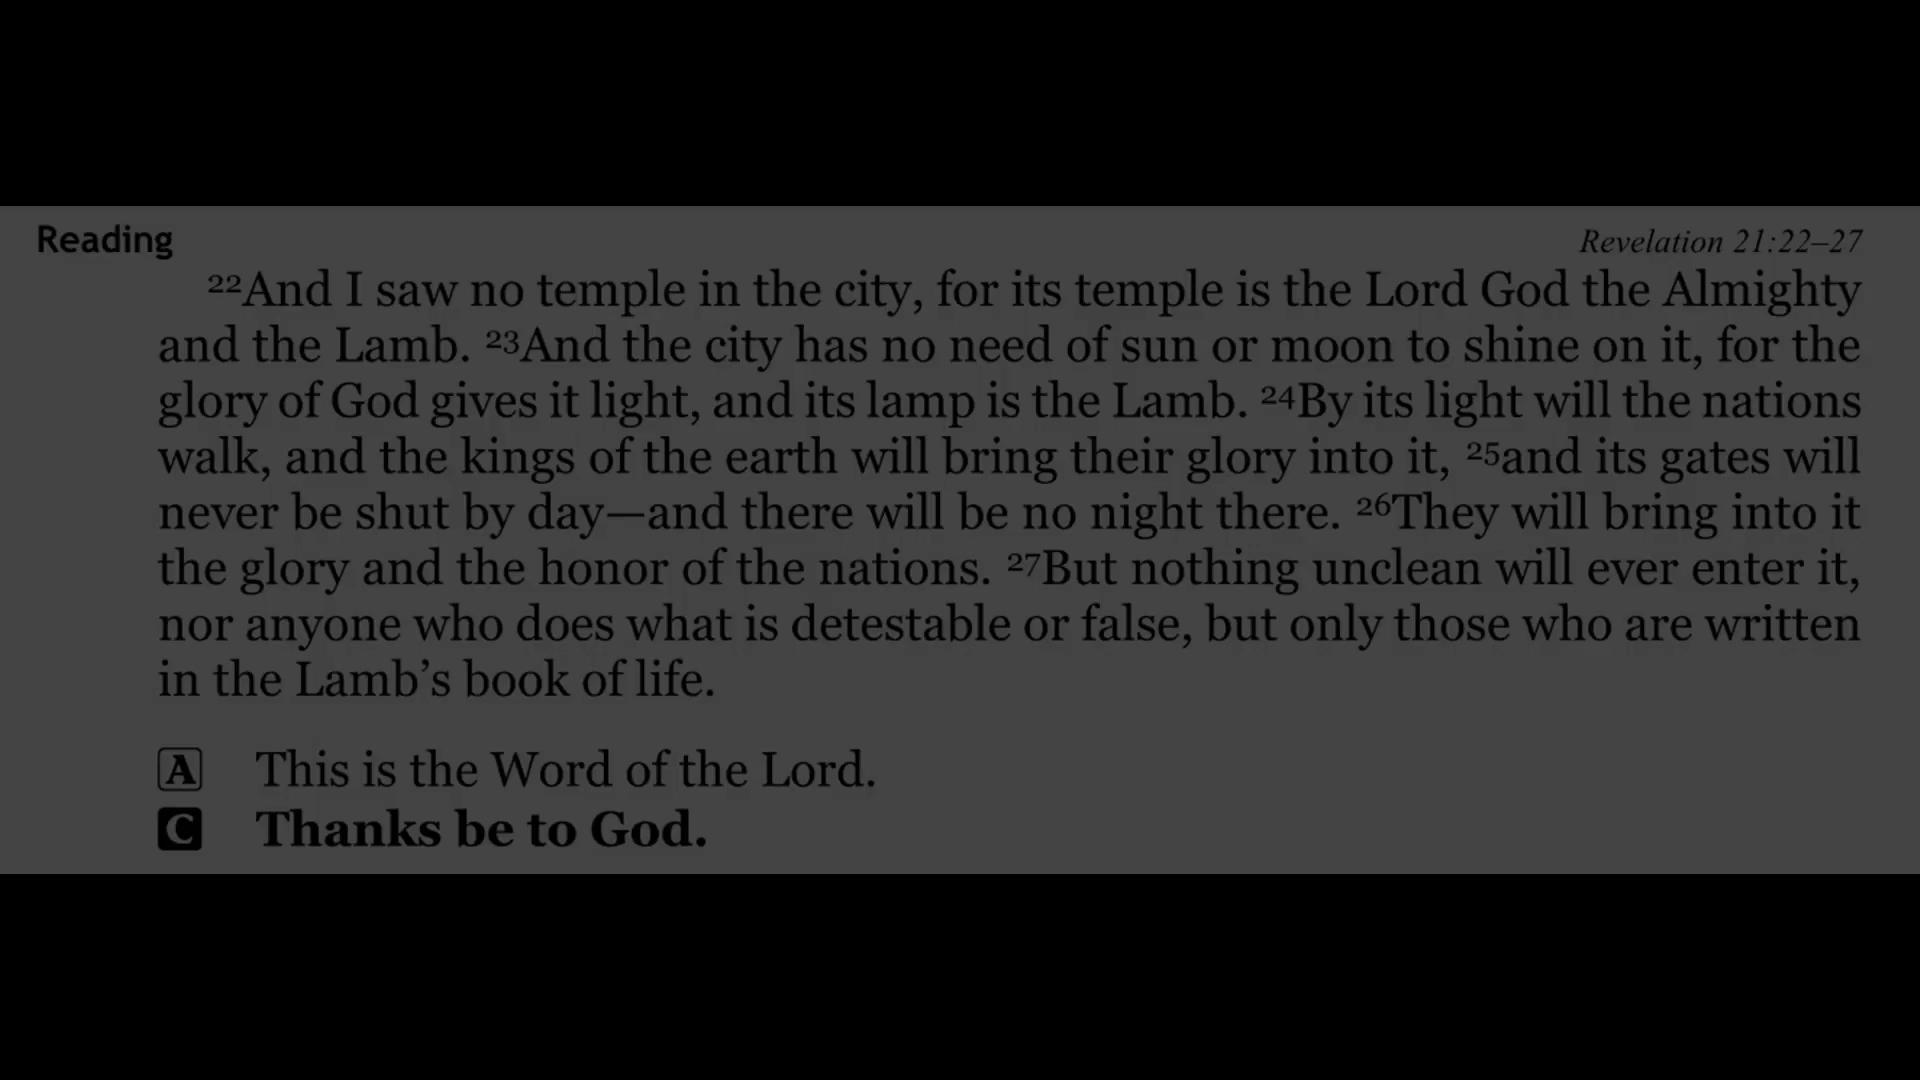 Reading Revelation 21:22–27
22And I saw no temple in the city, for its temple is the Lord God the Almighty
and the Lamb. 23And the city has no need of sun or moon to shine on it, for the
glory of God gives it light, and its lamp is the Lamb. 24By its light will the nations
walk, and the kings of the earth will bring their glory into it, 25and its gates will
never be shut by day—and there will be no night there. 26They will bring into it
the glory and the honor of the nations. 27But nothing unclean will ever enter it,
nor anyone who does what is detestable or false, but only those who are written
in the Lamb’s book of life.
A This is the Word of the Lord.
C Thanks be to God.